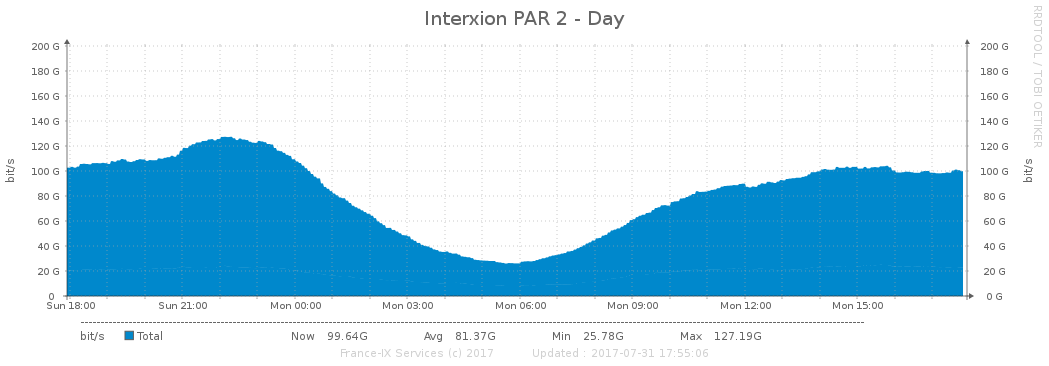 Interxion PAR 2 - Day
RRDTOOL / TOBI OETIKER
bit/s
bit/s
200 G 200 G
180 G 180 G
160 G 160 G
140 G 140 G
120 G 120 G
100 G 100 G
80 G 80 G
60 G 60 G
40 G 40 G
20 G 20 G
0 0 G
Sun 18:00 Sun 21:00 Mon 00:00 Mon 03:00 Mon 06:00 Mon 09:00 Mon 12:00 Mon 15:00
bit/s Total Now 99.64G Avg 81.37G Min 25.78G Max 127.19G
France-IX Services (c) 2017 Updated : 2017-07-31 17:55:06